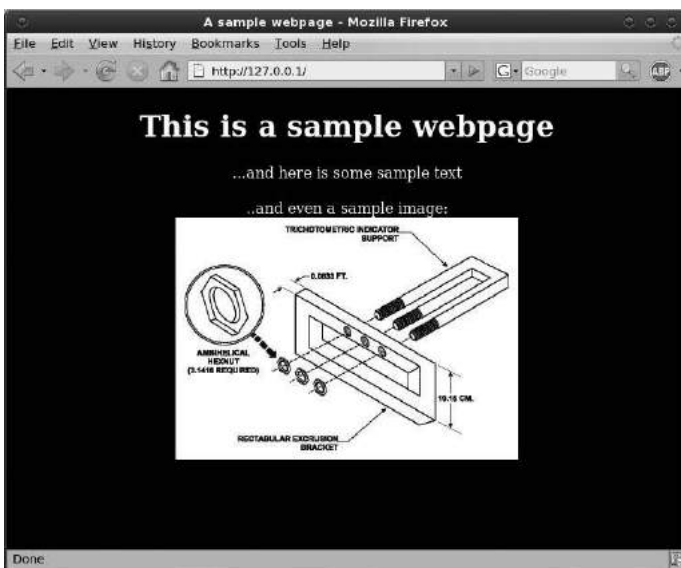 A sample webpage - Mozilla Firefox
File Edit View History Bookmarks Tools Help
http://127.0.0.1/
G Google
ABP
This is a sample webpage
...and here is some sample text
..and even a sample image:
TRICHOTOMETRIC INDICATOR
SUPPORT
0.0833 FT.
AMBIHELICAL
HEXNUT
(3.1416 REQUIRED)
19.15 CM.
RECTABULAR EXCRUSION
BRACKET
Done